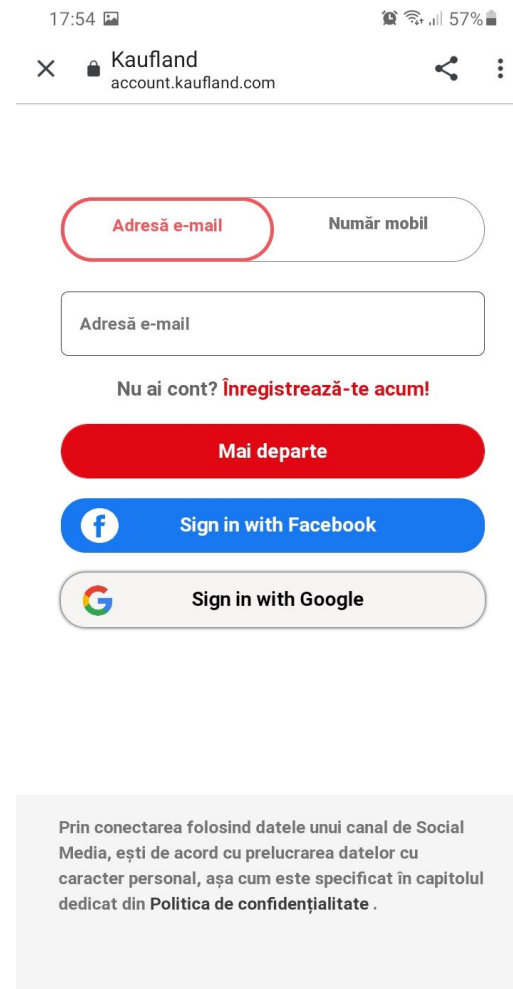 17:54 57%
Kaufland
account.kaufland.com
Adresă e-mail Număr mobil
Adresă e-mail
Nu ai cont? Înregistrează-te acum!
Mai departe
Sign in with Facebook
Sign in with Google
Prin conectarea folosind datele unui canal de Social
Media, ești de acord cu prelucrarea datelor cu
caracter personal, așa cum este specificat în capitolul
dedicat din Politica de confidențialitate .